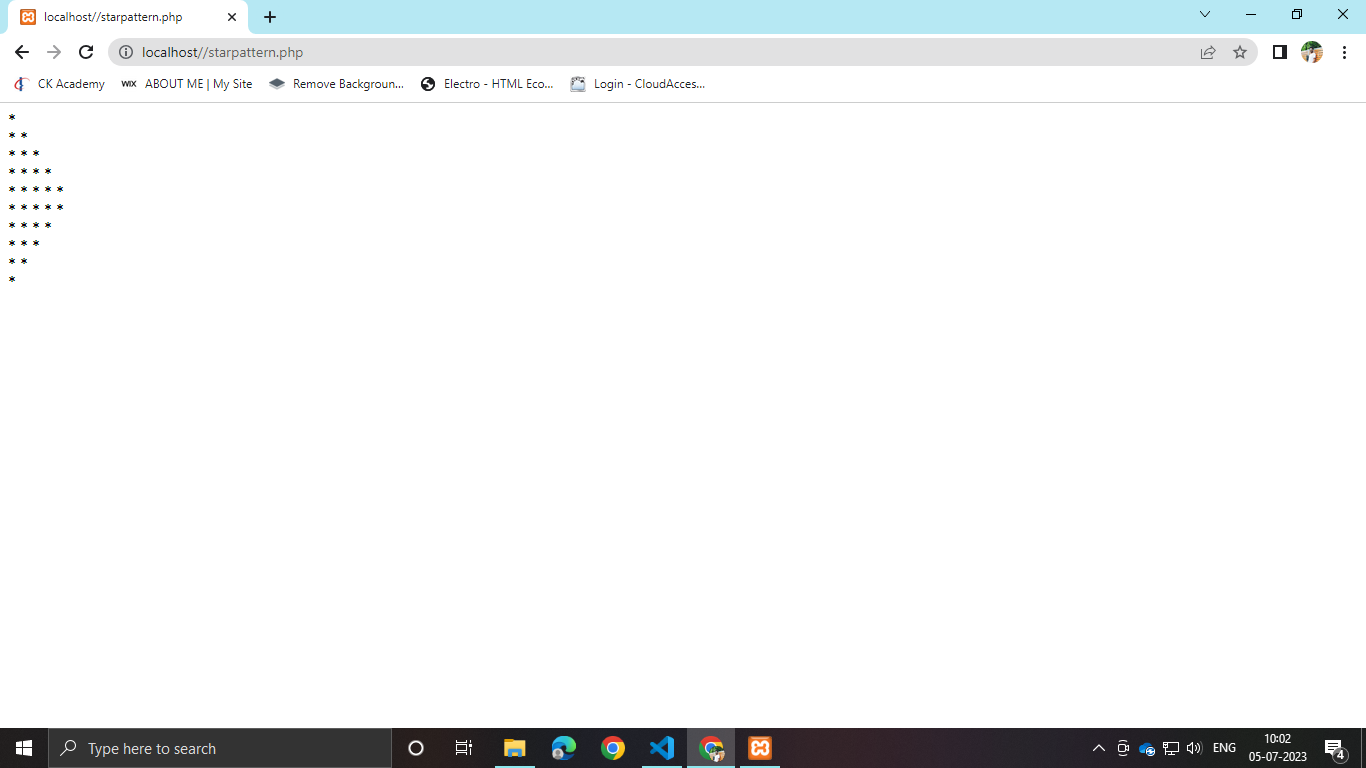 localhost//starpattern.php
localhost//starpattern.php
CK Academy WIX ABOUT ME | My Site Remove Backgroun... Electro - HTML Eco... Login - CloudAcces...
*
* *
* * *
* * * *
* * * * *
* * * * *
* * * *
* * *
* *
*
Type here to search
ENG
10:02
05-07-2023
4